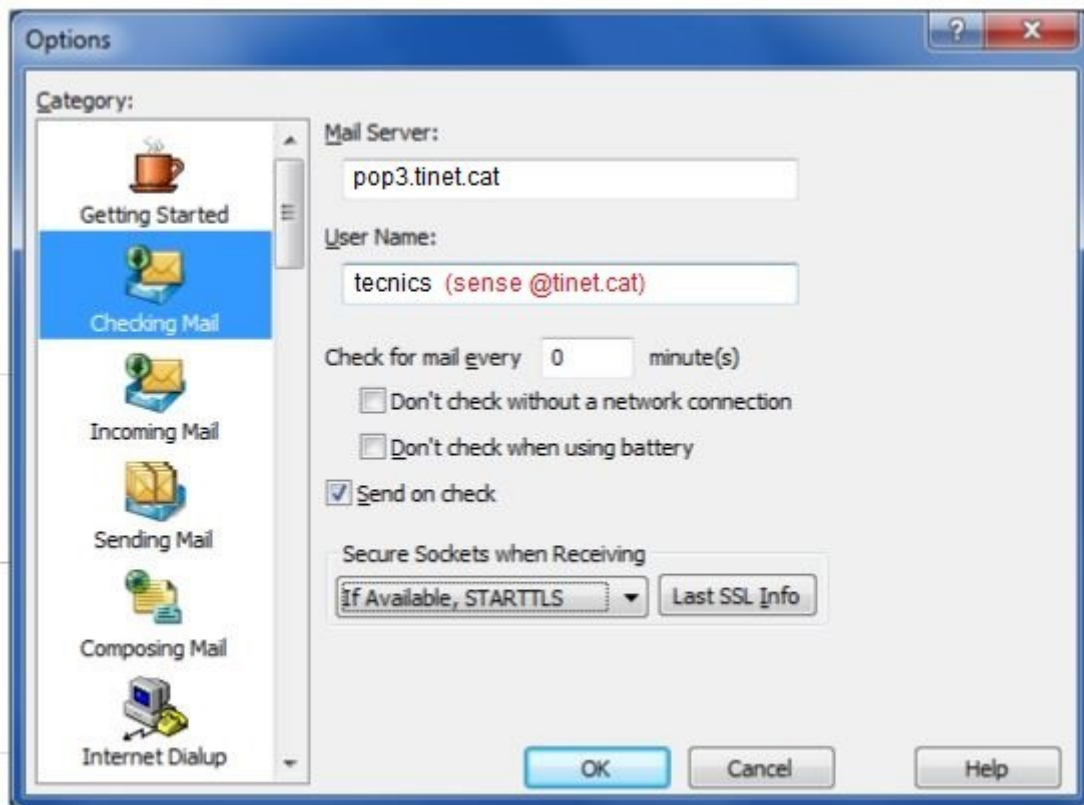 Options
Category:
Getting Started
Checking Mail
Incoming Mail
Sending Mail
Composing Mail
Internet Dialup
Mail Server:
pop3.tinet.cat
User Name:
tecnics (sense @tinet.cat)
Check for mail every 0 minute(s)
Don't check without a network connection
Don't check when using battery
Send on check
Secure Sockets when Receiving
If Available, STARTTLS Last SSL Info
OK Cancel Help